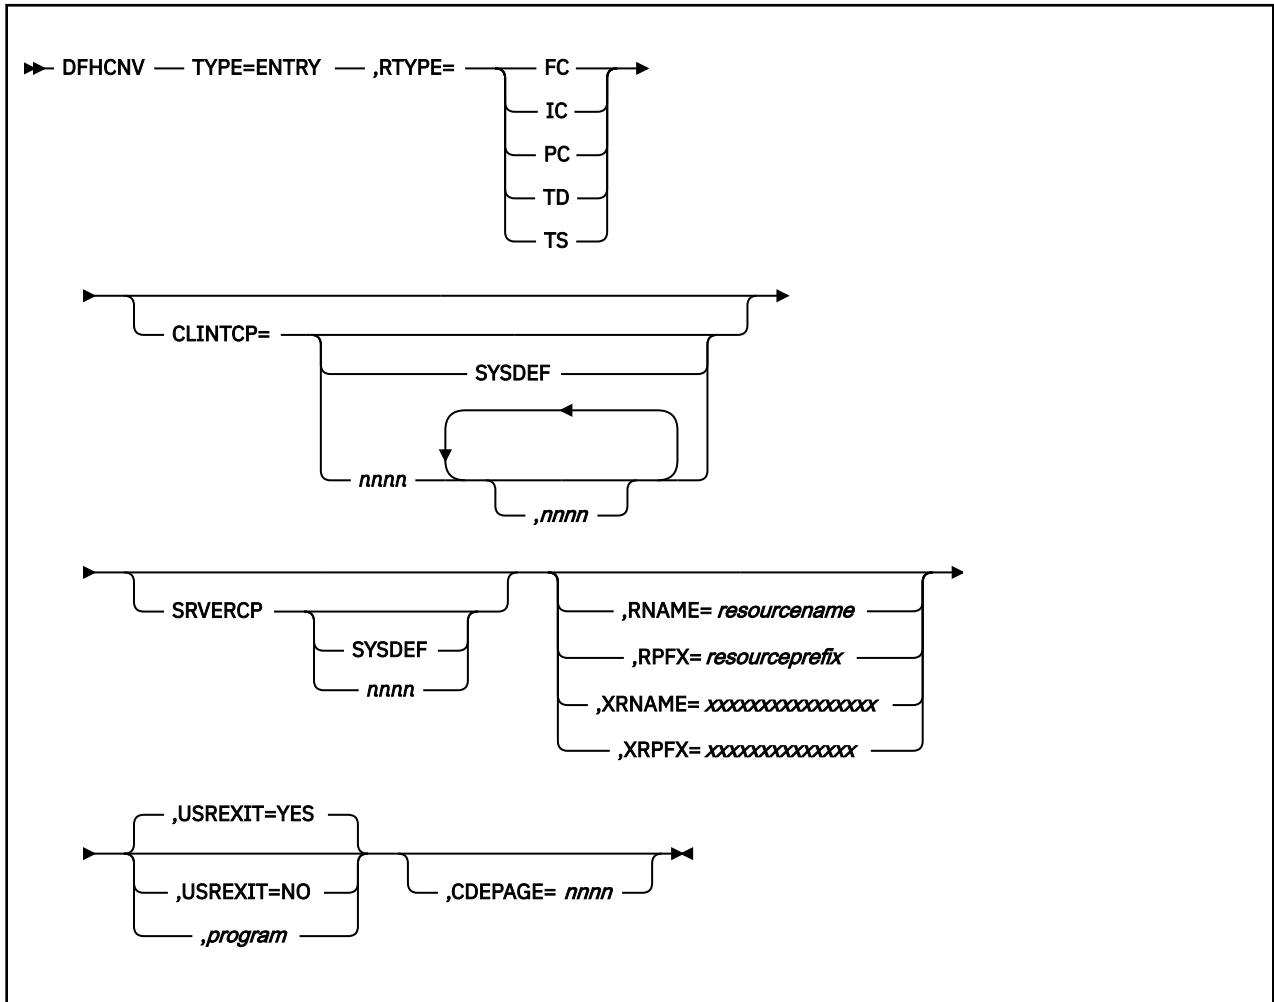 DFHCNV TYPE=ENTRY ,RTYPE= FC
IC
PC
TD
TS
CLINTCP=
SYSDEF
nnnn
,nnnn
SRVERCP
SYSDEF
nnnn
,RNAME= resourcename
,RPFX= resourceprefix
,XRNAME= xxxxxxxxxxxxxxxx
,XRPFX= xxxxxxxxxxxxxx
,USREXIT=YES
,USREXIT=NO
,program
,CDEPAGE= nnnn